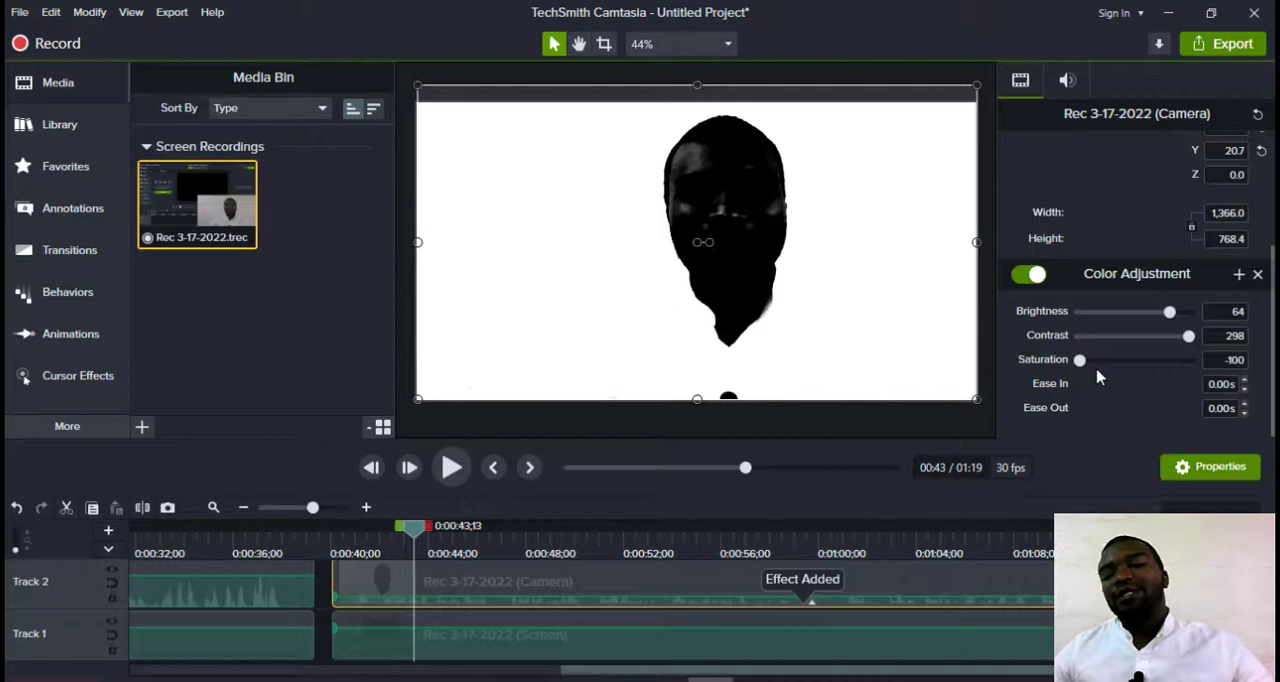 File Edit Modify View Export Help
TechSmith Camtasia - Untitled Project*
Sign In
Record
44%
Export
Media
Library
Favorites
Annotations
Transitions
Behaviors
Animations
Cursor Effects
More
Media Bin
Sort By Type
Screen Recordings
Rec 3-17-2022.trec
Rec 3-17-2022 (Camera)
Y 20.7
Z 0.0
Width: 1,366.0
Height: 768.4
Color Adjustment
Brightness 64
Contrast 298
Saturation -100
Ease In 0.00s
Ease Out 0.00s
00:43 / 01:19 30 fps
Properties
0:00:43;13
0:00:32;00 0:00:36;00 0:00:40;00 0:00:44;00 0:00:48;00 0:00:52;00 0:00:56;00 0:01:00;00 0:01:04;00 0:01:08;0
Track 2
Rec 3-17-2022 (Camera)
Effect Added
Track 1
Rec 3-17-2022 (Screen)